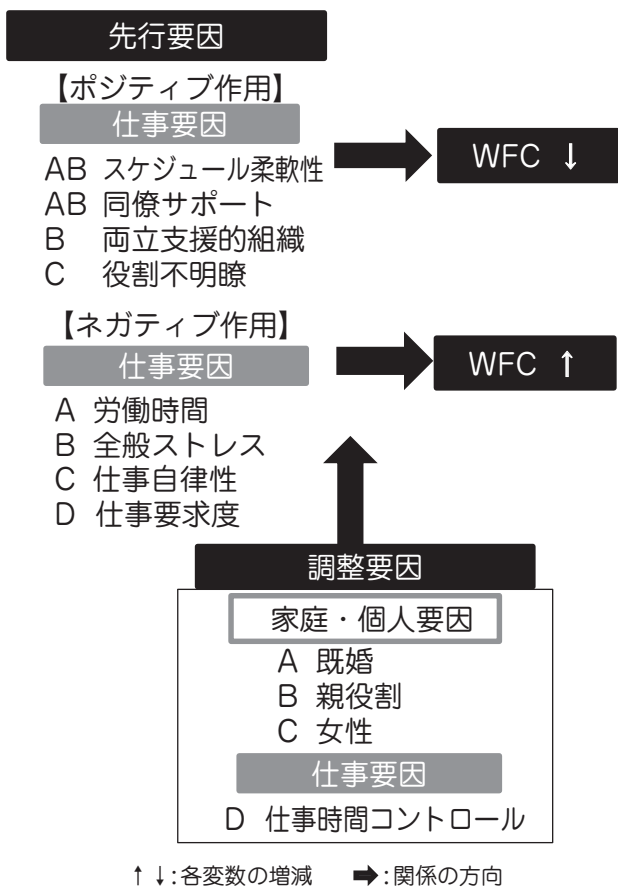 先行要因
【ポジティブ作用】
仕事要因
WFC ↓
AB スケジュール柔軟性
AB 同僚サポート
B 両立支援的組織
C 役割不明瞭
【ネガティブ作用】
仕事要因
WFC ↑
A 労働時間
B 全般ストレス
C 仕事自律性
D 仕事要求度
調整要因
家庭・個人要因
A 既婚
B 親役割
C 女性
仕事要因
D 仕事時間コントロール
↑↓:各変数の増減 ➡:関係の方向